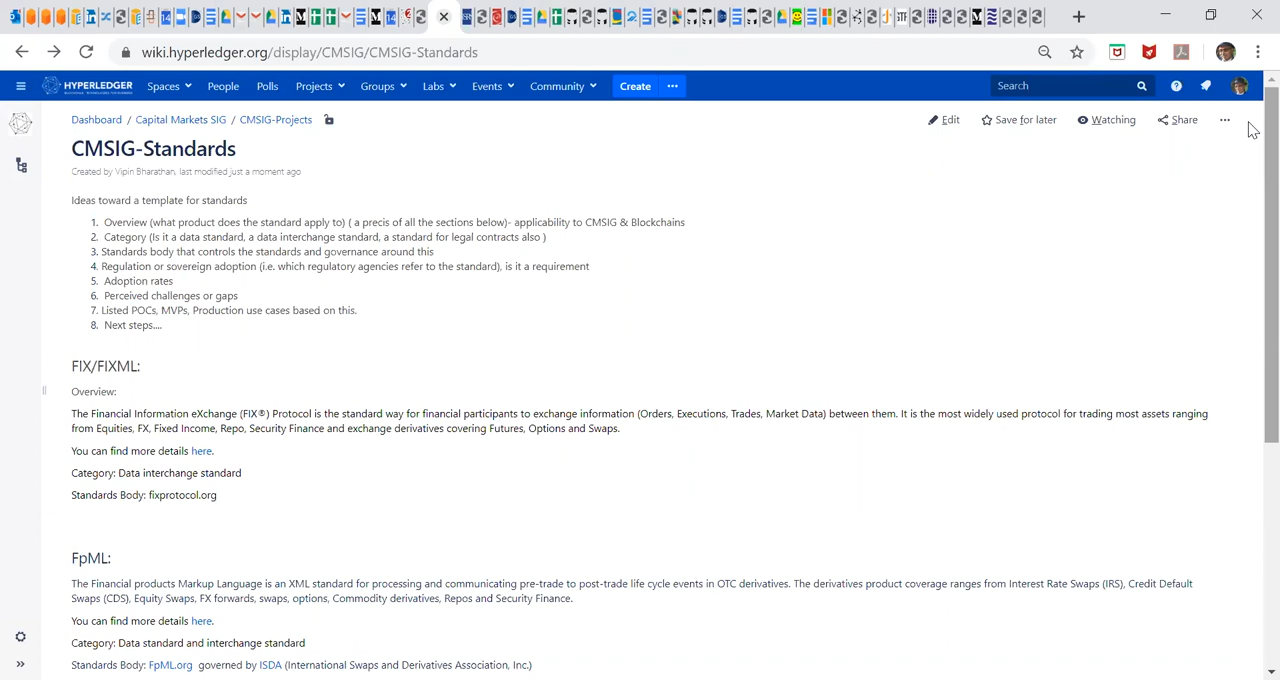 wiki.hyperledger.org/display/CMSIG/CMSIG-Standards
HYPERLEDGER Spaces People Polls Projects Groups Labs Events Community Create ··· Search
Dashboard / Capital Markets SIG / CMSIG-Projects Edit Save for later Watching Share ···
CMSIG-Standards
Created by Vipin Bharathan, last modified just a moment ago
Ideas toward a template for standards
1. Overview (what product does the standard apply to) ( a precis of all the sections below)- applicability to CMSIG & Blockchains
2. Category (Is it a data standard, a data interchange standard, a standard for legal contracts also )
3. Standards body that controls the standards and governance around this
4. Regulation or sovereign adoption (i.e. which regulatory agencies refer to the standard), is it a requirement
5. Adoption rates
6. Perceived challenges or gaps
7. Listed POCs, MVPs, Production use cases based on this.
8. Next steps....
FIX/FIXML:
Overview:
The Financial Information eXchange (FIX®) Protocol is the standard way for financial participants to exchange information (Orders, Executions, Trades, Market Data) between them. It is the most widely used protocol for trading most assets ranging
from Equities, FX, Fixed Income, Repo, Security Finance and exchange derivatives covering Futures, Options and Swaps.
You can find more details here.
Category: Data interchange standard
Standards Body: fixprotocol.org
FpML:
The Financial products Markup Language is an XML standard for processing and communicating pre-trade to post-trade life cycle events in OTC derivatives. The derivatives product coverage ranges from Interest Rate Swaps (IRS), Credit Default
Swaps (CDS), Equity Swaps, FX forwards, swaps, options, Commodity derivatives, Repos and Security Finance.
You can find more details here.
Category: Data standard and interchange standard
Standards Body: FpML.org governed by ISDA (International Swaps and Derivatives Association, Inc.)